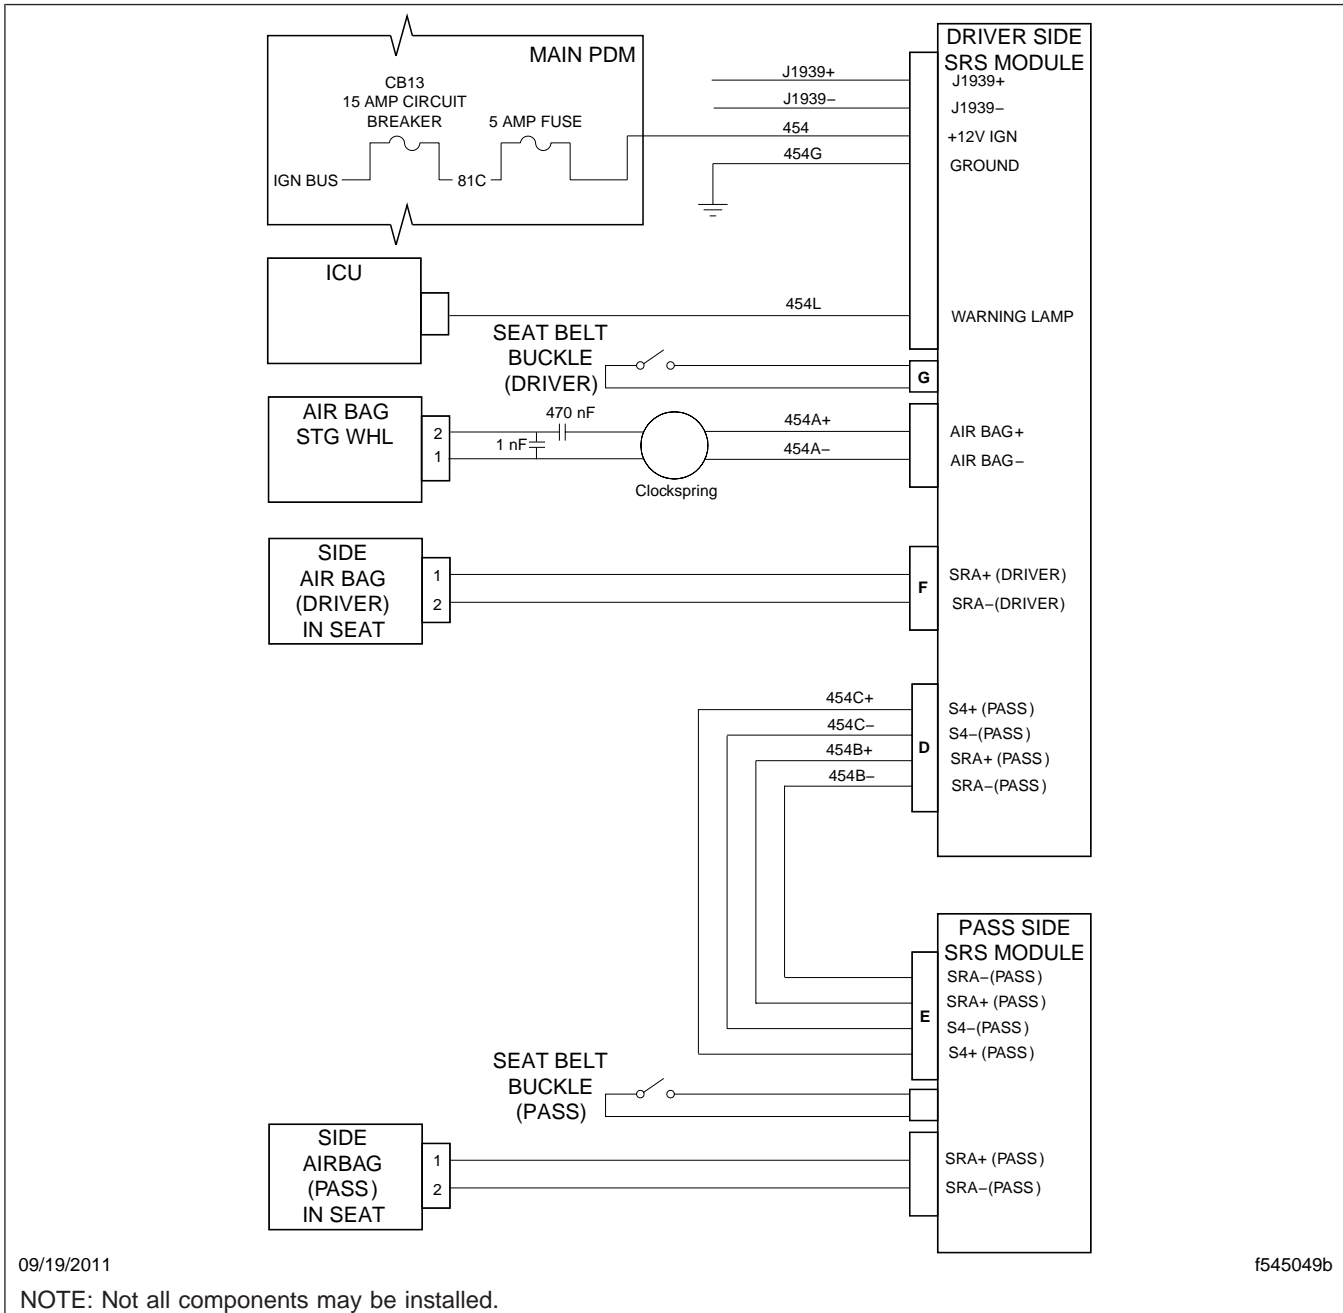 MAIN PDM
CB13
15 AMP CIRCUIT
BREAKER
5 AMP FUSE
IGN BUS
81C
J1939+
J1939−
454
454G
DRIVER SIDE
SRS MODULE
J1939+
J1939−
+12V IGN
GROUND
ICU
454L
WARNING LAMP
SEAT BELT
BUCKLE
(DRIVER)
G
AIR BAG
STG WHL
2
1
470 nF
1 nF
Clockspring
454A+
454A−
AIR BAG+
AIR BAG−
SIDE
AIR BAG
(DRIVER)
IN SEAT
1
2
F
SRA+ (DRIVER)
SRA−(DRIVER)
454C+
454C−
454B+
454B−
D
S4+ (PASS)
S4−(PASS)
SRA+ (PASS)
SRA−(PASS)
PASS SIDE
SRS MODULE
E
SRA−(PASS)
SRA+ (PASS)
S4−(PASS)
S4+ (PASS)
SEAT BELT
BUCKLE
(PASS)
SIDE
AIRBAG
(PASS)
IN SEAT
1
2
SRA+ (PASS)
SRA−(PASS)
09/19/2011
f545049b
NOTE: Not all components may be installed.